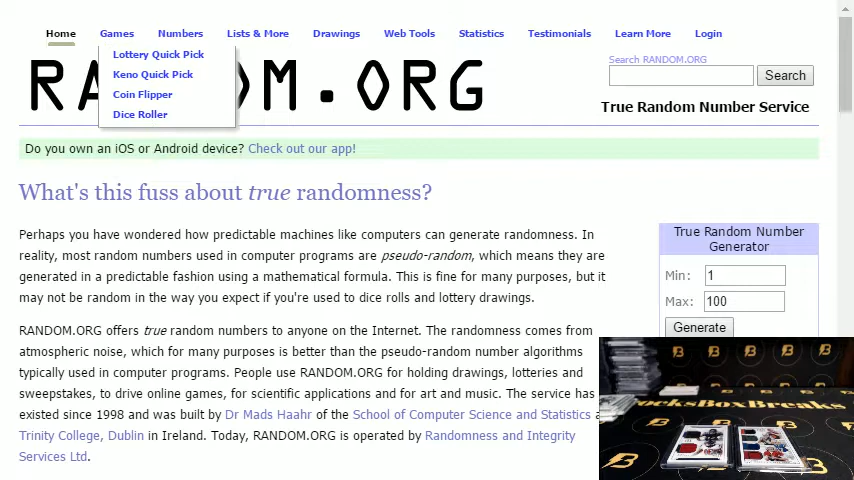 Home Games Numbers Lists & More Drawings Web Tools Statistics Testimonials Learn More Login
Lottery Quick Pick
Keno Quick Pick
Coin Flipper
Dice Roller
Search RANDOM.ORG
Search
True Random Number Service
Do you own an iOS or Android device? Check out our app!
What's this fuss about true randomness?
Perhaps you have wondered how predictable machines like computers can generate randomness. In
reality, most random numbers used in computer programs are pseudo-random, which means they are
generated in a predictable fashion using a mathematical formula. This is fine for many purposes, but it
may not be random in the way you expect if you're used to dice rolls and lottery drawings.
RANDOM.ORG offers true random numbers to anyone on the Internet. The randomness comes from
atmospheric noise, which for many purposes is better than the pseudo-random number algorithms
typically used in computer programs. People use RANDOM.ORG for holding drawings, lotteries and
sweepstakes, to drive online games, for scientific applications and for art and music. The service has
existed since 1998 and was built by Dr Mads Haahr of the School of Computer Science and Statistics
Trinity College, Dublin in Ireland. Today, RANDOM.ORG is operated by Randomness and Integrity
Services Ltd.
True Random Number
Generator
Min: 1
Max: 100
Generate